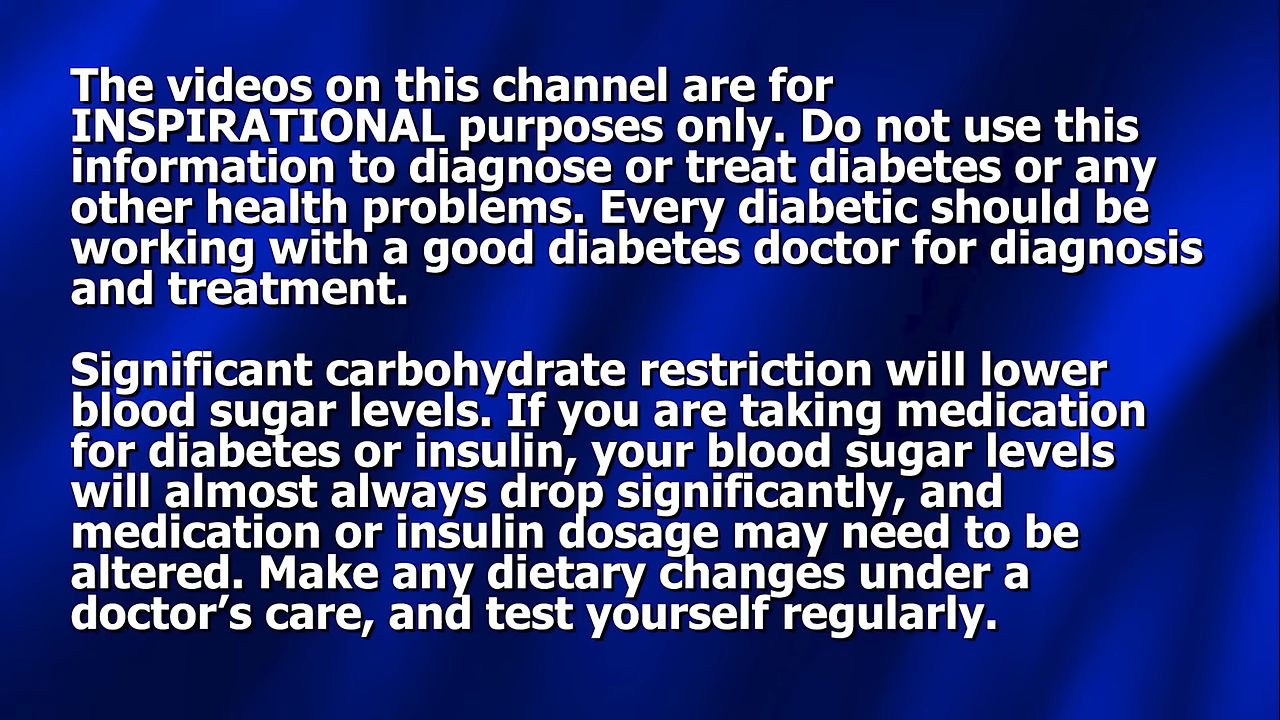 The videos on this channel are for
INSPIRATIONAL purposes only. Do not use this
information to diagnose or treat diabetes or any
other health problems. Every diabetic should be
working with a good diabetes doctor for diagnosis
and treatment.
Significant carbohydrate restriction will lower
blood sugar levels. If you are taking medication
for diabetes or insulin, your blood sugar levels
will almost always drop significantly, and
medication or insulin dosage may need to be
altered. Make any dietary changes under a
doctor’s care, and test yourself regularly.